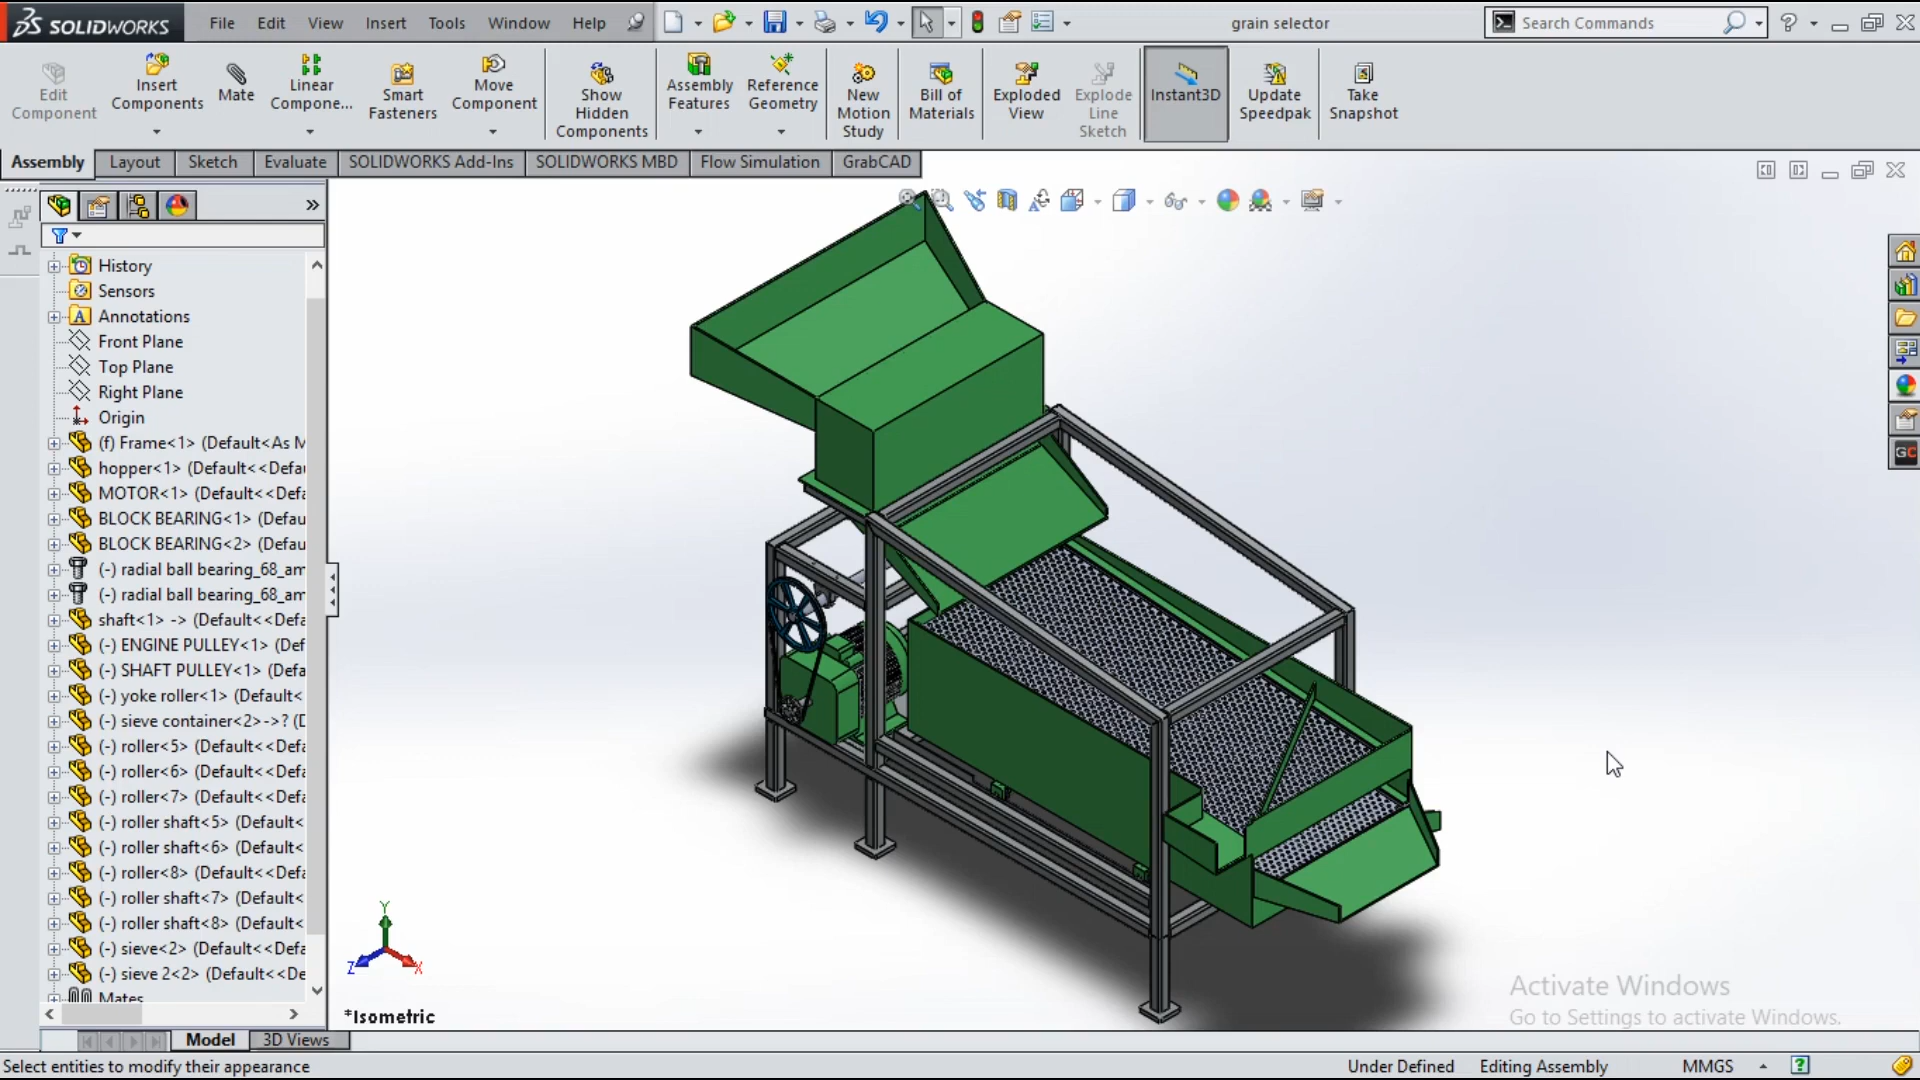 SOLIDWORKS File Edit View Insert Tools Window Help grain selector Search Commands
Edit Component
Insert Components
Mate
Linear Compone...
Smart Fasteners
Move Component
Show Hidden Components
Assembly Features
Reference Geometry
New Motion Study
Bill of Materials
Exploded View
Explode Line Sketch
Instant3D
Update Speedpak
Take Snapshot
Assembly Layout Sketch Evaluate SOLIDWORKS Add-Ins SOLIDWORKS MBD Flow Simulation GrabCAD
History
Sensors
Annotations
Front Plane
Top Plane
Right Plane
Origin
(f) Frame<1> (Default<As M
hopper<1> (Default<<Defau
MOTOR<1> (Default<<Defa
BLOCK BEARING<1> (Defau
BLOCK BEARING<2> (Defau
(-) radial ball bearing_68_am
(-) radial ball bearing_68_am
shaft<1> -> (Default<<Defa
(-) ENGINE PULLEY<1> (Def
(-) SHAFT PULLEY<1> (Defa
(-) yoke roller<1> (Default<
(-) sieve container<2>->? (D
(-) roller<5> (Default<<Defa
(-) roller<6> (Default<<Defa
(-) roller<7> (Default<<Defa
(-) roller shaft<5> (Default<
(-) roller shaft<6> (Default<
(-) roller<8> (Default<<Defa
(-) roller shaft<7> (Default<
(-) roller shaft<8> (Default<
(-) sieve<2> (Default<<Defa
(-) sieve 2<2> (Default<<De
Mates
GC
Y
Z
X
*Isometric
Activate Windows
Go to Settings to activate Windows.
Model 3D Views
Select entities to modify their appearance Under Defined Editing Assembly MMGS